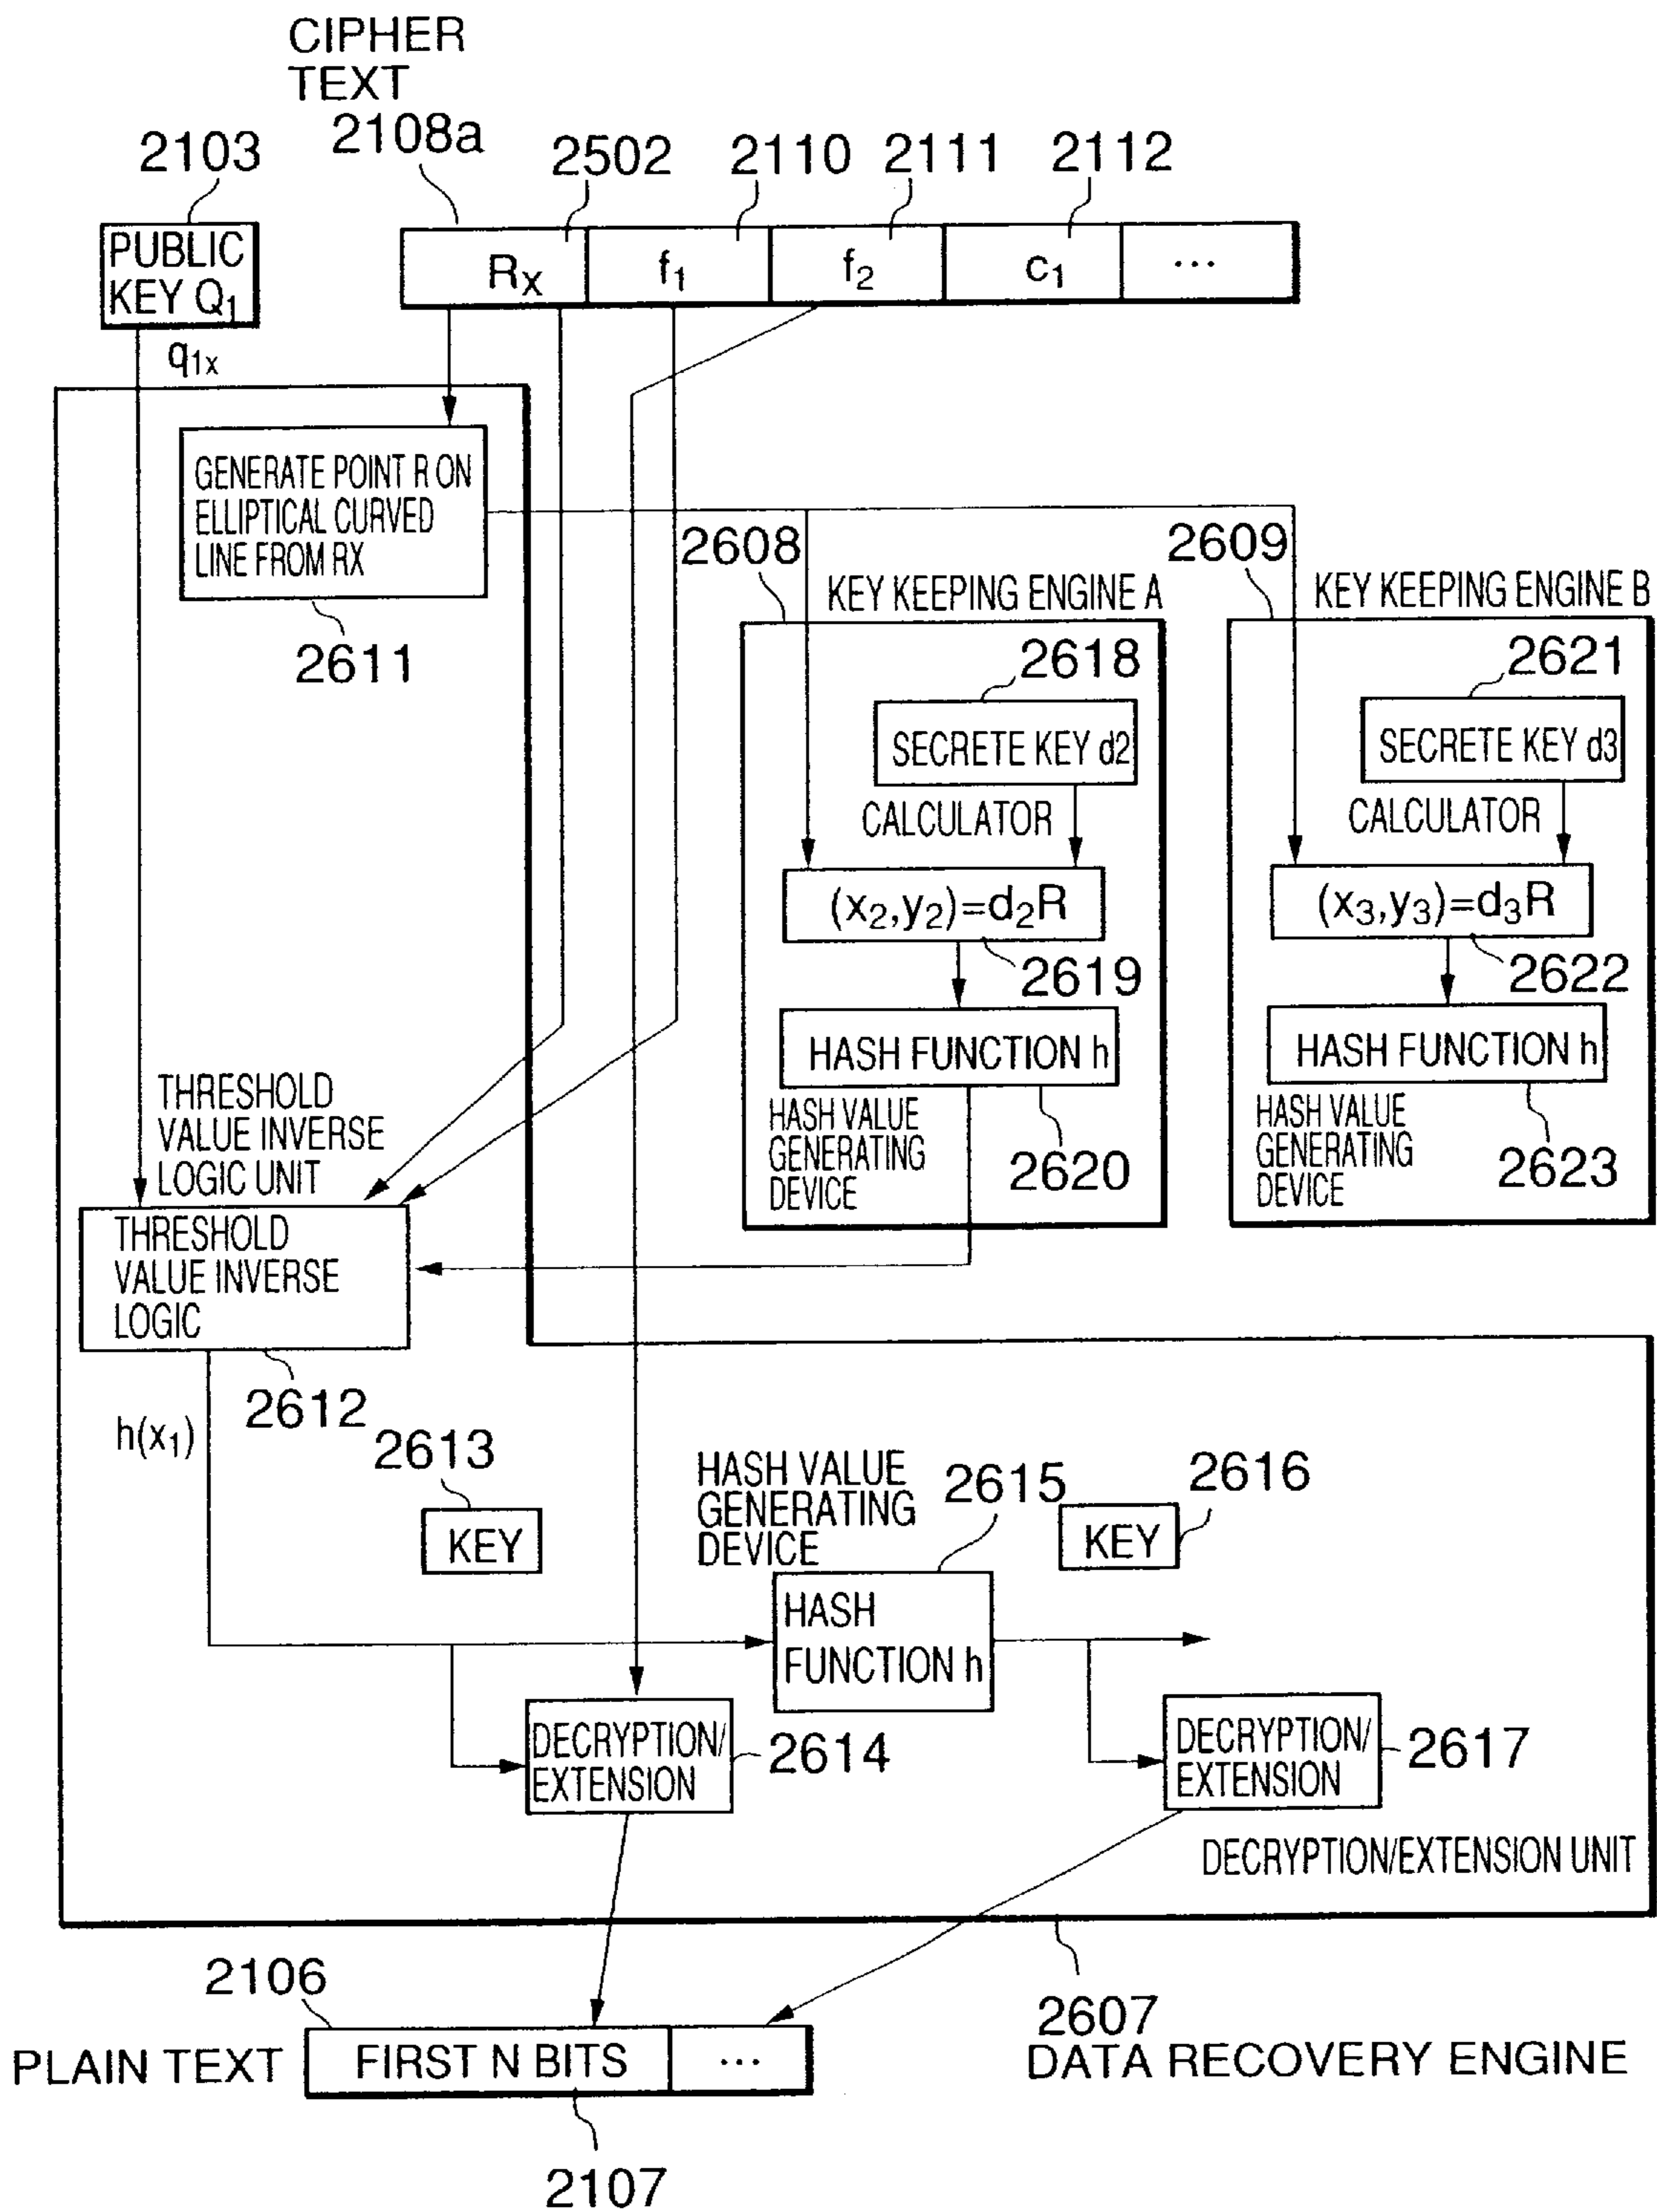 CIPHER
TEXT
2108a
2103
2502
2110
2111
2112
PUBLIC
KEY Q1
RX
f1
f2
c1
...
q1x
GENERATE POINT R ON
ELLIPTICAL CURVED
LINE FROM RX
2611
2608
2609
KEY KEEPING ENGINE A
KEY KEEPING ENGINE B
2618
2621
SECRETE KEY d2
SECRETE KEY d3
CALCULATOR
CALCULATOR
(x2,y2)=d2R
(x3,y3)=d3R
2619
2622
HASH FUNCTION h
HASH FUNCTION h
HASH VALUE
GENERATING
DEVICE
2620
HASH VALUE
GENERATING
DEVICE
2623
THRESHOLD
VALUE INVERSE
LOGIC UNIT
THRESHOLD
VALUE INVERSE
LOGIC
2612
h(x1)
2613
KEY
HASH VALUE
GENERATING
DEVICE
2615
2616
KEY
HASH
FUNCTION h
DECRYPTION/
EXTENSION
2614
DECRYPTION/
EXTENSION
2617
DECRYPTION/EXTENSION UNIT
2106
2607
DATA RECOVERY ENGINE
PLAIN TEXT
FIRST N BITS
...
2107